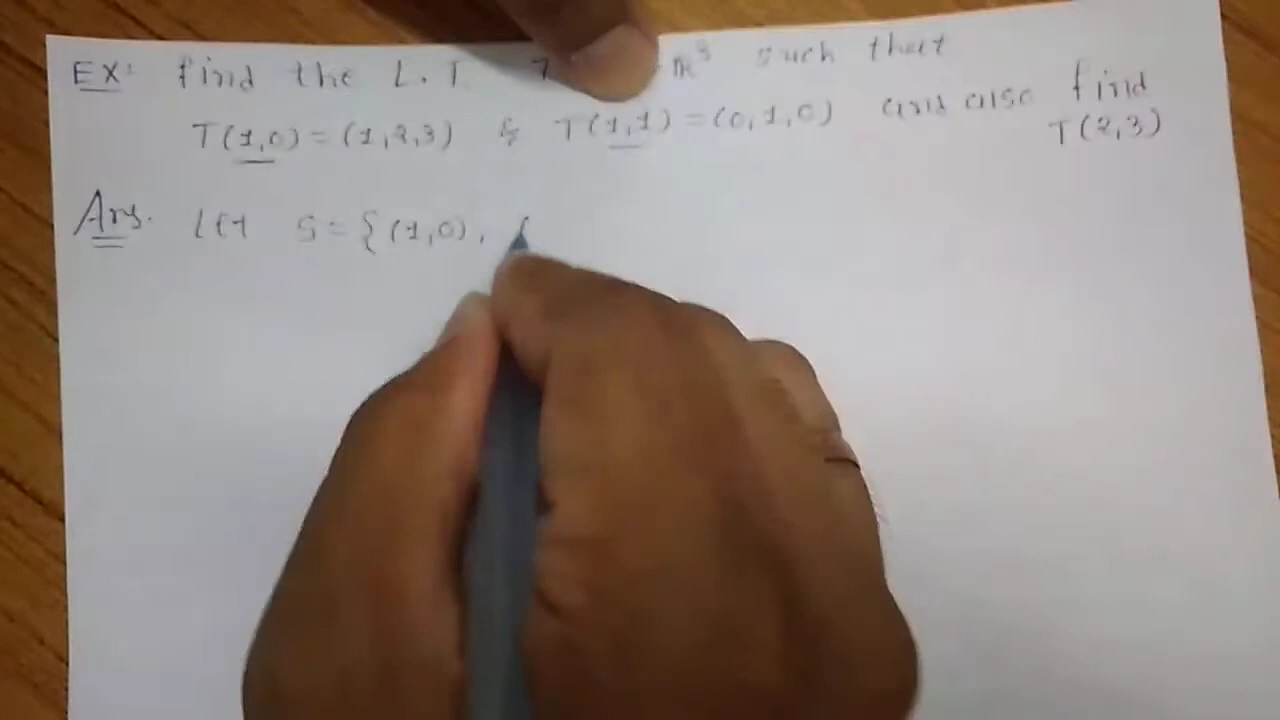 EX: find the L.T. T ℝ³ such that
T(1,0) = (1,2,3) & T(1,1) = (0,1,0) and also find
T(2,3)
Ans. Let S = {(1,0), (